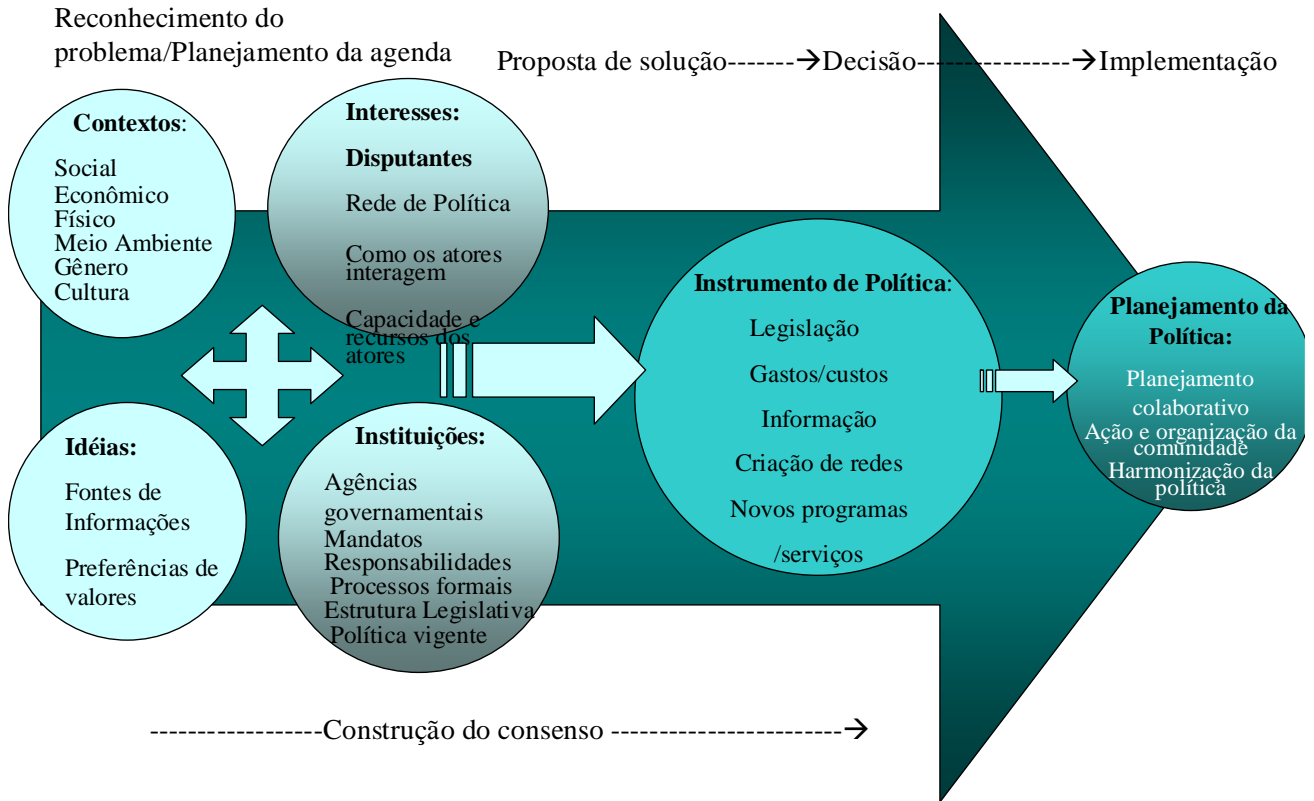 Reconhecimento do
problema/Planejamento da agenda
Proposta de solução------→Decisão--------------→Implementação
Contextos:
Social
Econômico
Físico
Meio Ambiente
Gênero
Cultura
Interesses:
Disputantes
Rede de Política
Como os atores
interagem
Capacidade e
recursos dos
atores
Idéias:
Fontes de
Informações
Preferências de
valores
Instituições:
Agências
governamentais
Mandatos
Responsabilidades
Processos formais
Estrutura Legislativa
Política vigente
Instrumento de Política:
Legislação
Gastos/custos
Informação
Criação de redes
Novos programas
/serviços
Planejamento da
Política:
Planejamento
colaborativo
Ação e organização da
comunidade
Harmonização da
política
-----------------Construção do consenso -----------------------→